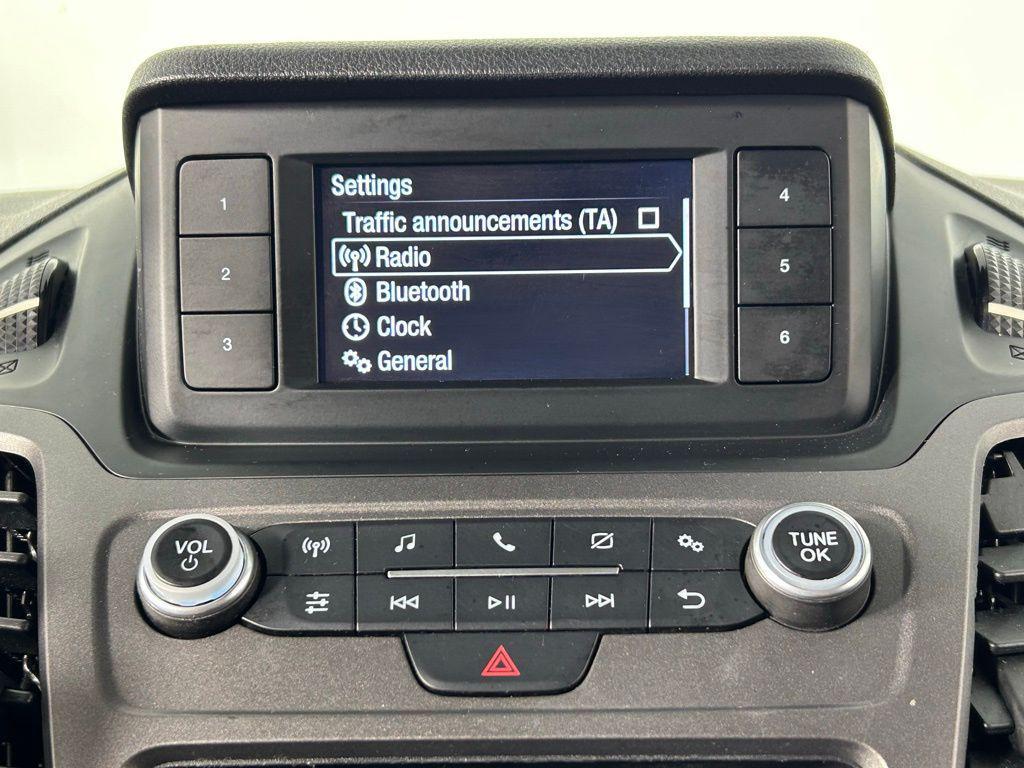 Settings
Traffic announcements (TA)
Radio
Bluetooth
Clock
General
1
2
3
4
5
6
VOL
TUNE
OK